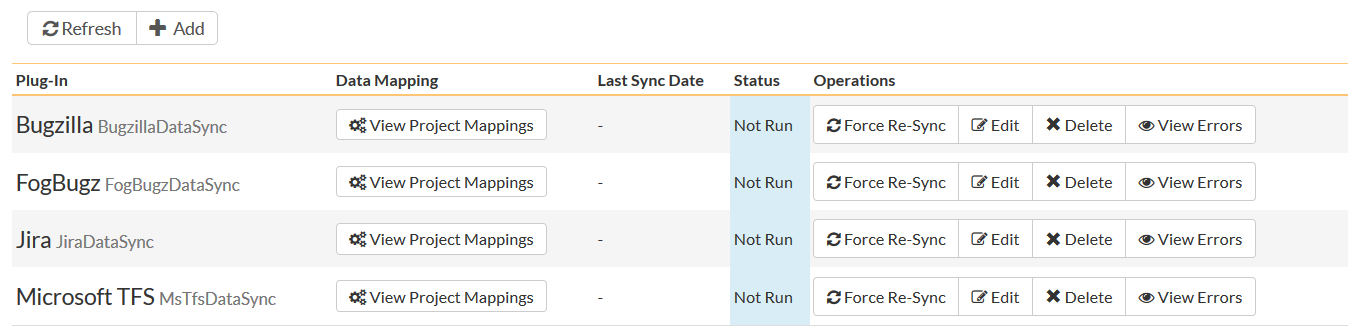 Refresh Add
Plug-In Data Mapping Last Sync Date Status Operations
Bugzilla BugzillaDataSync View Project Mappings - Not Run Force Re-Sync Edit Delete View Errors
FogBugz FogBugzDataSync View Project Mappings - Not Run Force Re-Sync Edit Delete View Errors
Jira JiraDataSync View Project Mappings - Not Run Force Re-Sync Edit Delete View Errors
Microsoft TFS MsTfsDataSync View Project Mappings - Not Run Force Re-Sync Edit Delete View Errors